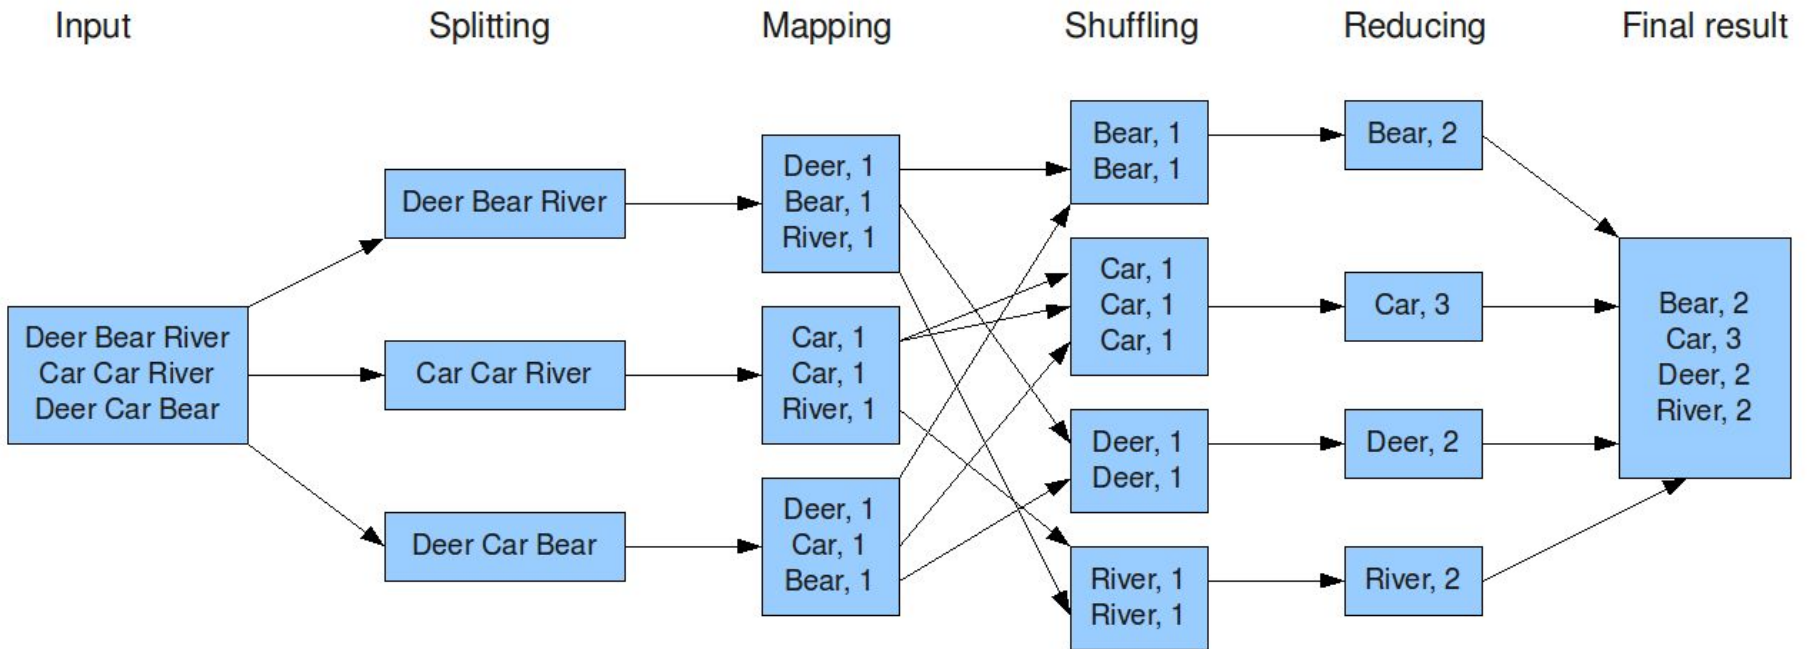 Input
Splitting
Mapping
Shuffling
Reducing
Final result
Deer Bear River
Car Car River
Deer Car Bear
Deer Bear River
Car Car River
Deer Car Bear
Deer, 1
Bear, 1
River, 1
Car, 1
Car, 1
River, 1
Deer, 1
Car, 1
Bear, 1
Bear, 1
Bear, 1
Car, 1
Car, 1
Car, 1
Deer, 1
Deer, 1
River, 1
River, 1
Bear, 2
Car, 3
Deer, 2
River, 2
Bear, 2
Car, 3
Deer, 2
River, 2